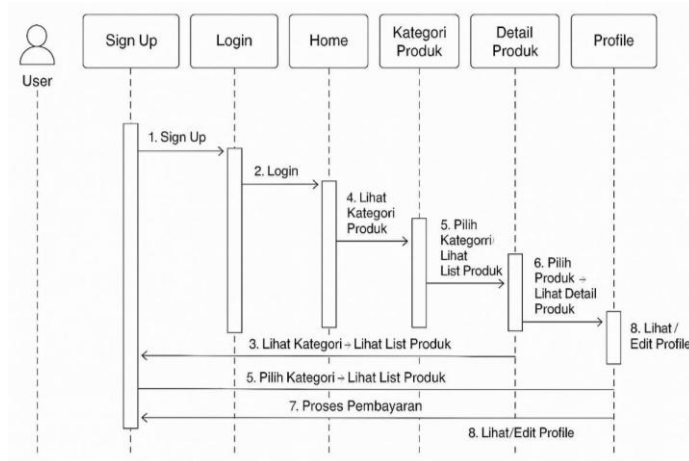 Sign Up
Login
Home
Kategori
Produk
Detail
Produk
Profile
User
1. Sign Up
2. Login
4. Lihat
Kategori
Produk
5. Pilih
Kategorri/
Lihat
List Produk
6. Pilih
Produk ÷
Lihat Detail
Produk
8. Lihat /
Edit Profile
3. Lihat Kategori ÷ Lihat List Produk
5. Pilih Kategori ÷ Lihat List Produk
7. Proses Pembayaran
8. Lihat/Edit Profile